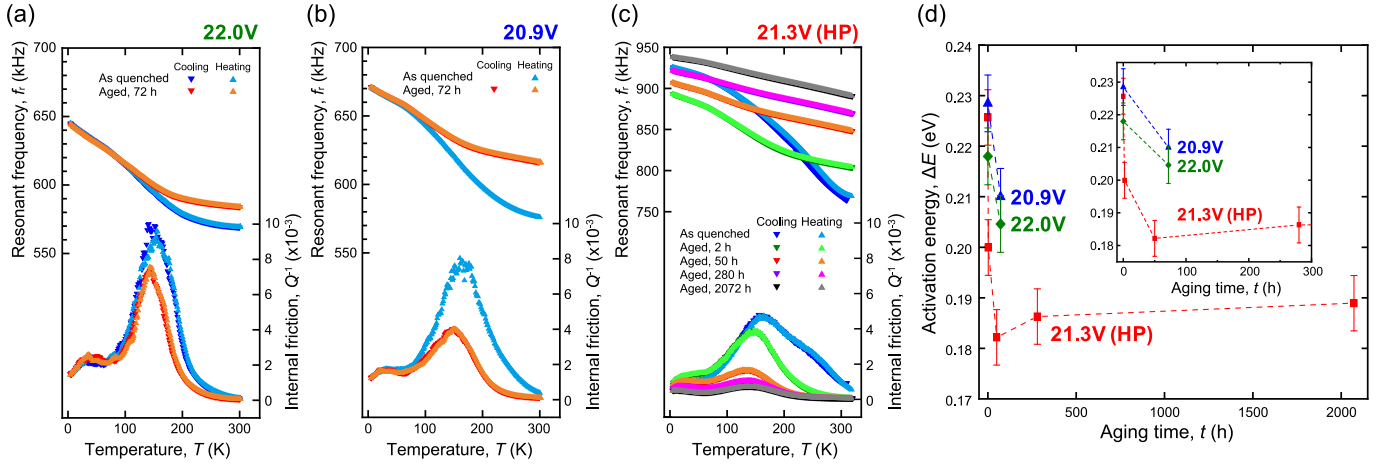 (a)
22.0V
Resonant frequency, fr (kHz)
700
650
600
550
Cooling Heating
As quenched
Aged, 72 h
10
8
6
4
2
0
Internal friction, Q⁻¹ (x10⁻³)
0 100 200 300
Temperature, T (K)
(b)
20.9V
Resonant frequency, fr (kHz)
700
650
600
550
Cooling Heating
As quenched
Aged, 72 h
10
8
6
4
2
0
Internal friction, Q⁻¹ (x10⁻³)
0 100 200 300
Temperature, T (K)
(c)
21.3V (HP)
Resonant frequency, fr (kHz)
950
900
850
800
750
Cooling Heating
As quenched
Aged, 2 h
Aged, 50 h
Aged, 280 h
Aged, 2072 h
10
8
6
4
2
0
Internal friction, Q⁻¹ (x10⁻³)
0 100 200 300
Temperature, T (K)
(d)
Activation energy, ΔE (eV)
0.24
0.23
0.22
0.21
0.20
0.19
0.18
0.17
20.9V
22.0V
21.3V (HP)
0 500 1000 1500 2000
Aging time, t (h)
0.23
0.22
0.21
0.20
0.19
0.18
20.9V
22.0V
21.3V (HP)
0 100 200 300
Aging time, t (h)